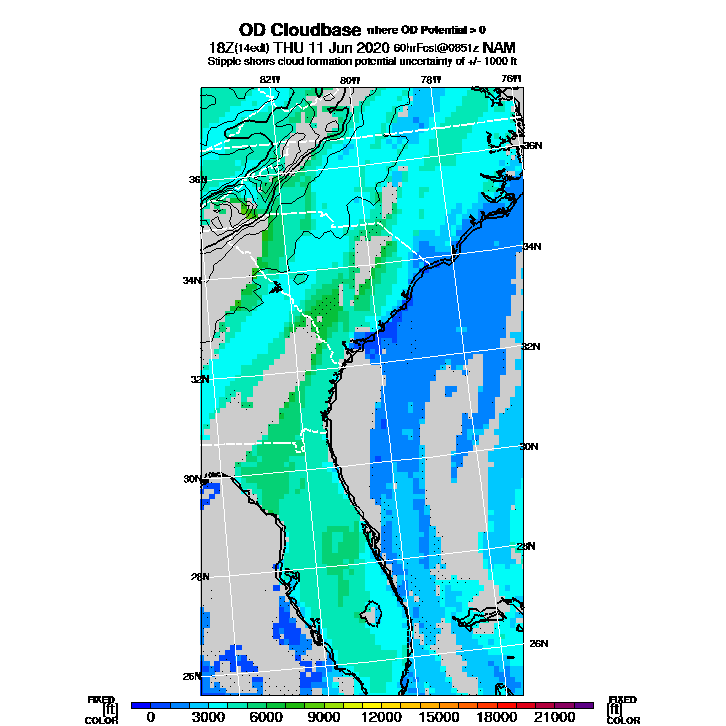 OD Cloudbase where OD Potential > 0
18Z(14edt) THU 11 Jun 2020 60hrFcst@0851z NAM
Stipple shows cloud formation potential uncertainty of +/- 1000 ft
82W 80W 78W 76W
36N
36N
34N
34N
32N
32N
30N
30N
28N
28N
26N
26N
FIXED [ft] COLOR
0 3000 6000 9000 12000 15000 18000 21000
FIXED [ft] COLOR